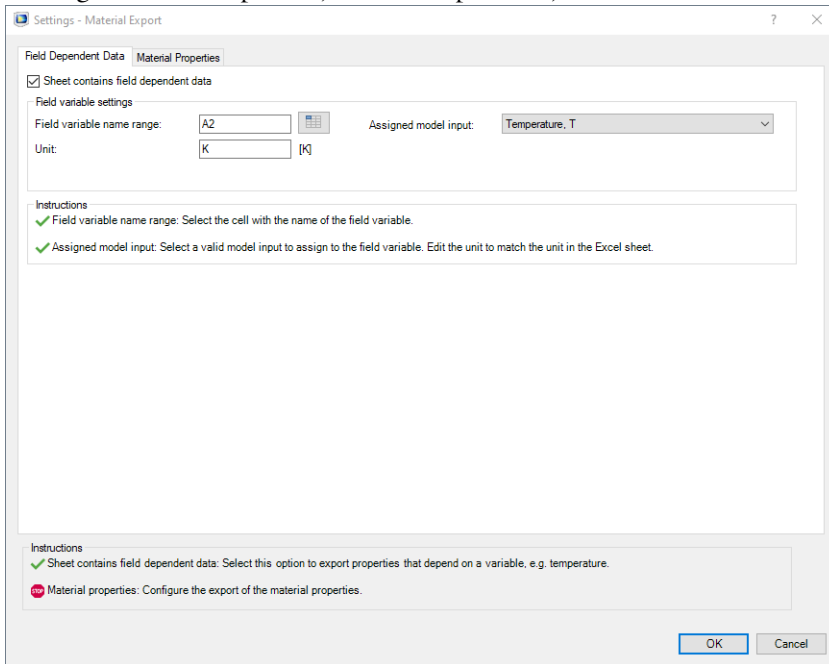 Settings - Material Export
?
Field Dependent Data Material Properties
Sheet contains field dependent data
Field variable settings
Field variable name range: A2 Assigned model input: Temperature, T
Unit: K [K]
Instructions
Field variable name range: Select the cell with the name of the field variable.
Assigned model input: Select a valid model input to assign to the field variable. Edit the unit to match the unit in the Excel sheet.
Instructions
Sheet contains field dependent data: Select this option to export properties that depend on a variable, e.g. temperature.
STOP Material properties: Configure the export of the material properties.
OK Cancel